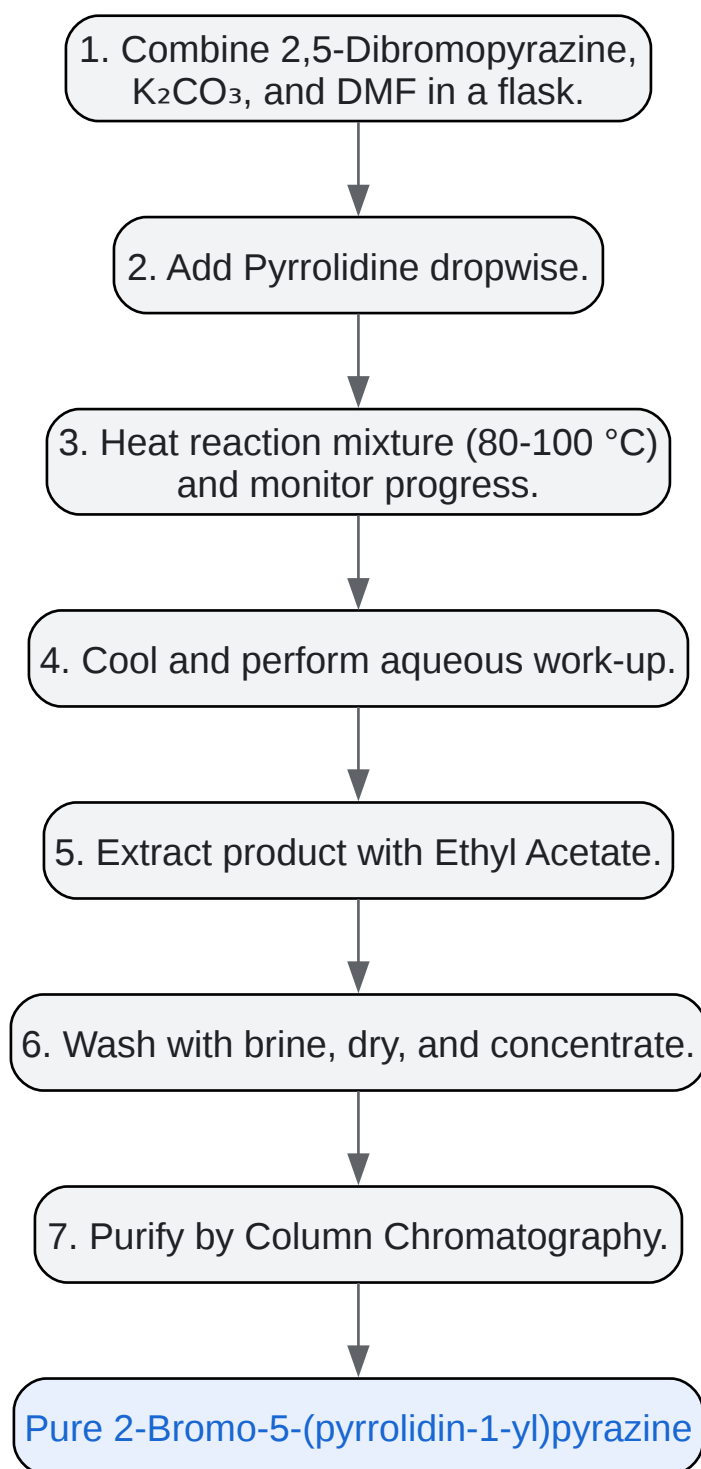 1. Combine 2,5-Dibromopyrazine,
K₂CO₃, and DMF in a flask.
2. Add Pyrrolidine dropwise.
3. Heat reaction mixture (80-100 °C)
and monitor progress.
4. Cool and perform aqueous work-up.
5. Extract product with Ethyl Acetate.
6. Wash with brine, dry, and concentrate.
7. Purify by Column Chromatography.
Pure 2-Bromo-5-(pyrrolidin-1-yl)pyrazine